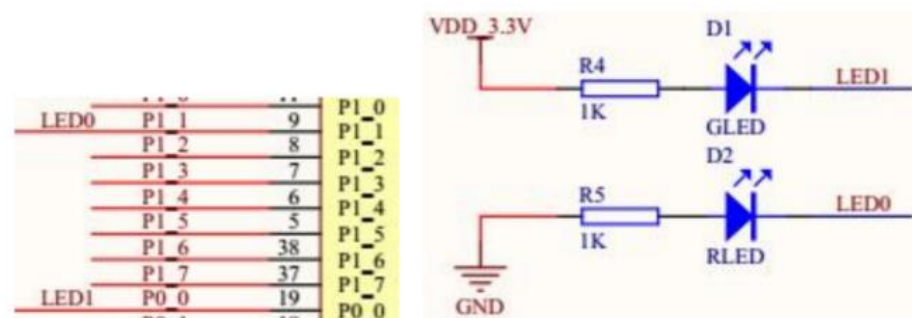 VDD_3.3V
D1
R4
LED1
1K
GLED
D2
R5
LED0
1K
RLED
GND
P1_0
LED0 P1_1 9 P1_1
P1_2 8 P1_2
P1_3 7 P1_3
P1_4 6 P1_4
P1_5 5 P1_5
P1_6 38 P1_6
P1_7 37 P1_7
LED1 P0_0 19 P0_0